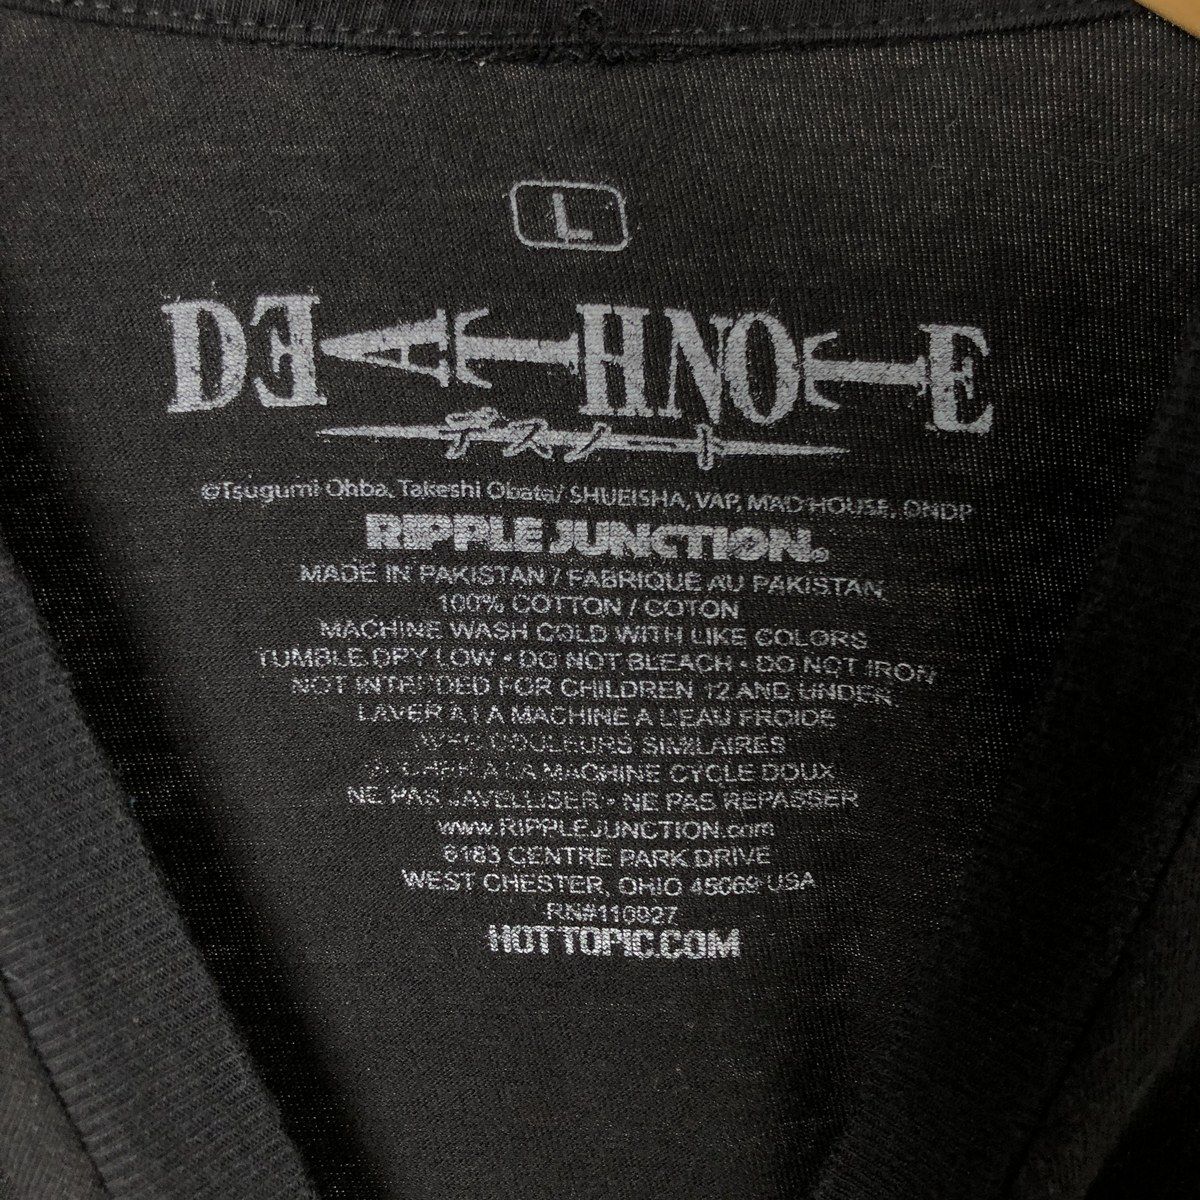 L
DEATH NOTE
デスノート
©Tsugumi Ohba, Takeshi Obata/ SHUEISHA, VAP, MADHOUSE, DNDP
RIPPLE JUNCTION®
MADE IN PAKISTAN / FABRIQUE AU PAKISTAN
100% COTTON / COTON
MACHINE WASH COLD WITH LIKE COLORS
TUMBLE DRY LOW • DO NOT BLEACH • DO NOT IRON
NOT INTENDED FOR CHILDREN 12 AND UNDER
LAVER A LA MACHINE A L'EAU FROIDE
AVEC COULEURS SIMILAIRES
A LA MACHINE CYCLE DOUX
NE PAS JAVELLISER • NE PAS REPASSER
www.RIPPLEJUNCTION.com
6183 CENTRE PARK DRIVE
WEST CHESTER, OHIO 45069 USA
RN#110927
HOTTOPIC.COM